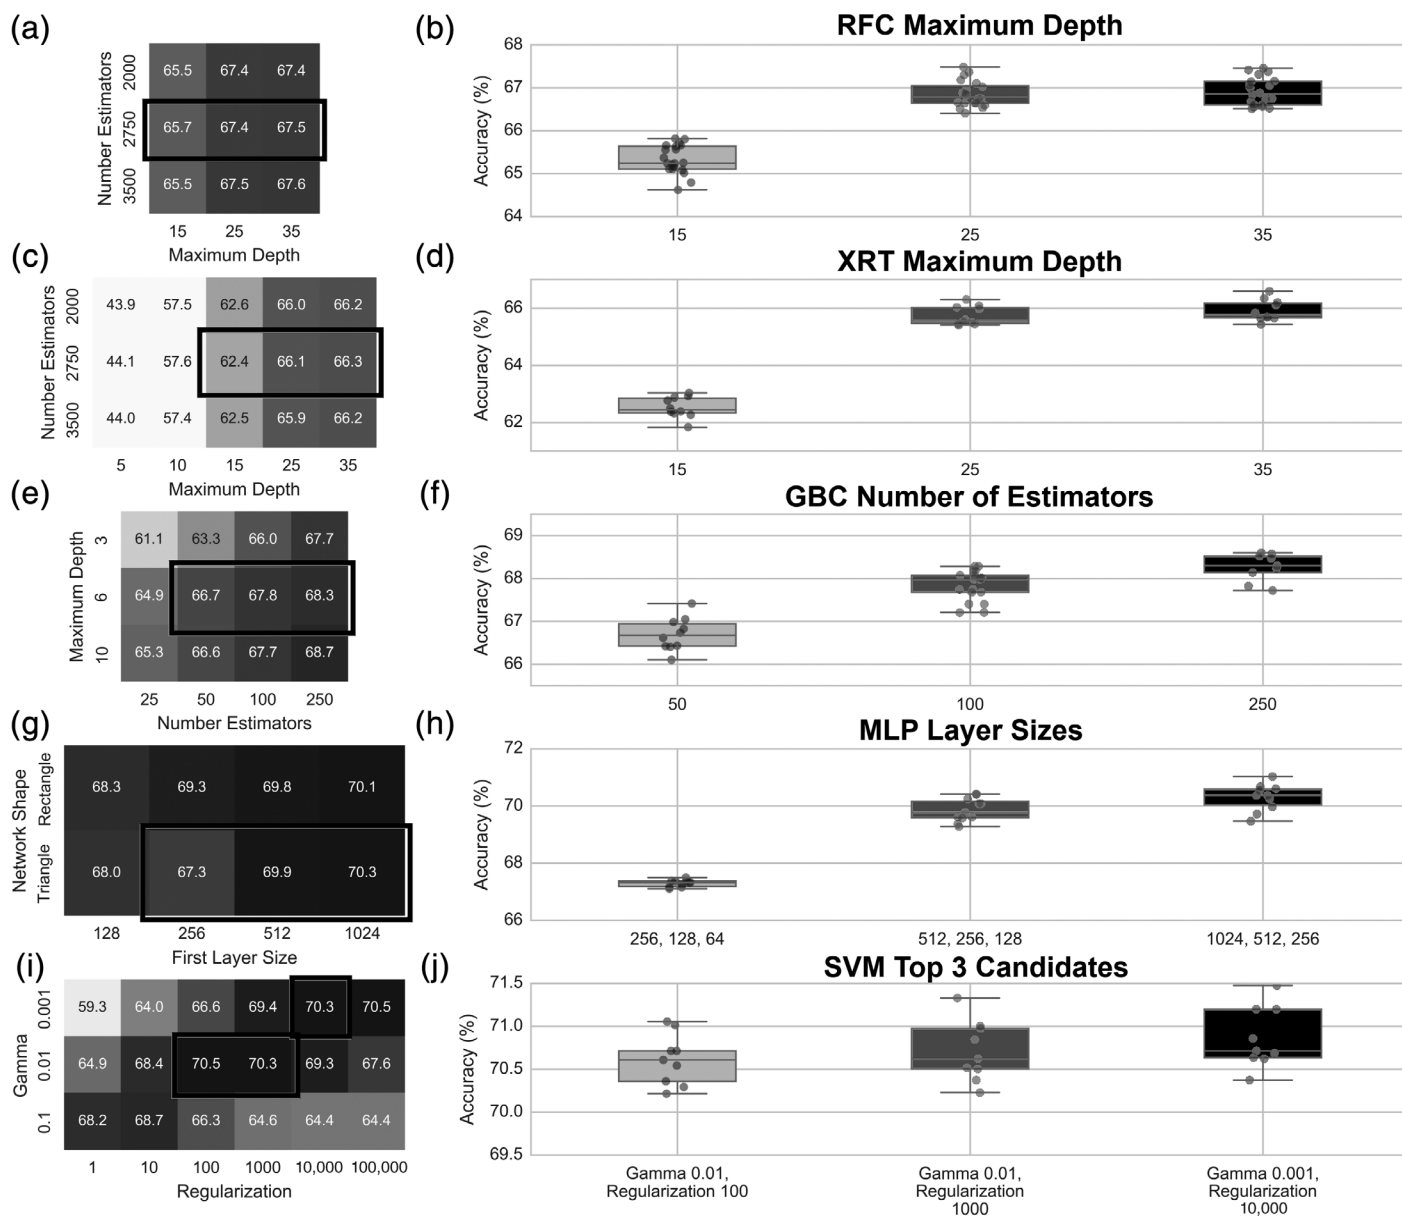 (a)
Number Estimators
2000
2750
3500
65.5 67.4 67.4
65.7 67.4 67.5
65.5 67.5 67.6
15 25 35
Maximum Depth
(b)
RFC Maximum Depth
Accuracy (%)
68
67
66
65
64
15 25 35
(c)
Number Estimators
2000
2750
3500
43.9 57.5 62.6 66.0 66.2
44.1 57.6 62.4 66.1 66.3
44.0 57.4 62.5 65.9 66.2
5 10 15 25 35
Maximum Depth
(d)
XRT Maximum Depth
Accuracy (%)
66
64
62
15 25 35
(e)
Maximum Depth
3
6
10
61.1 63.3 66.0 67.7
64.9 66.7 67.8 68.3
65.3 66.6 67.7 68.7
25 50 100 250
Number Estimators
(f)
GBC Number of Estimators
Accuracy (%)
69
68
67
66
50 100 250
(g)
Network Shape
Rectangle
Triangle
68.3 69.3 69.8 70.1
68.0 67.3 69.9 70.3
128 256 512 1024
First Layer Size
(h)
MLP Layer Sizes
Accuracy (%)
72
70
68
66
256, 128, 64 512, 256, 128 1024, 512, 256
(i)
Gamma
0.001
0.01
0.1
59.3 64.0 66.6 69.4 70.3 70.5
64.9 68.4 70.5 70.3 69.3 67.6
68.2 68.7 66.3 64.6 64.4 64.4
1 10 100 1000 10,000 100,000
Regularization
(j)
SVM Top 3 Candidates
Accuracy (%)
71.5
71.0
70.5
70.0
69.5
Gamma 0.01,
Regularization 100
Gamma 0.01,
Regularization
1000
Gamma 0.001,
Regularization
10,000